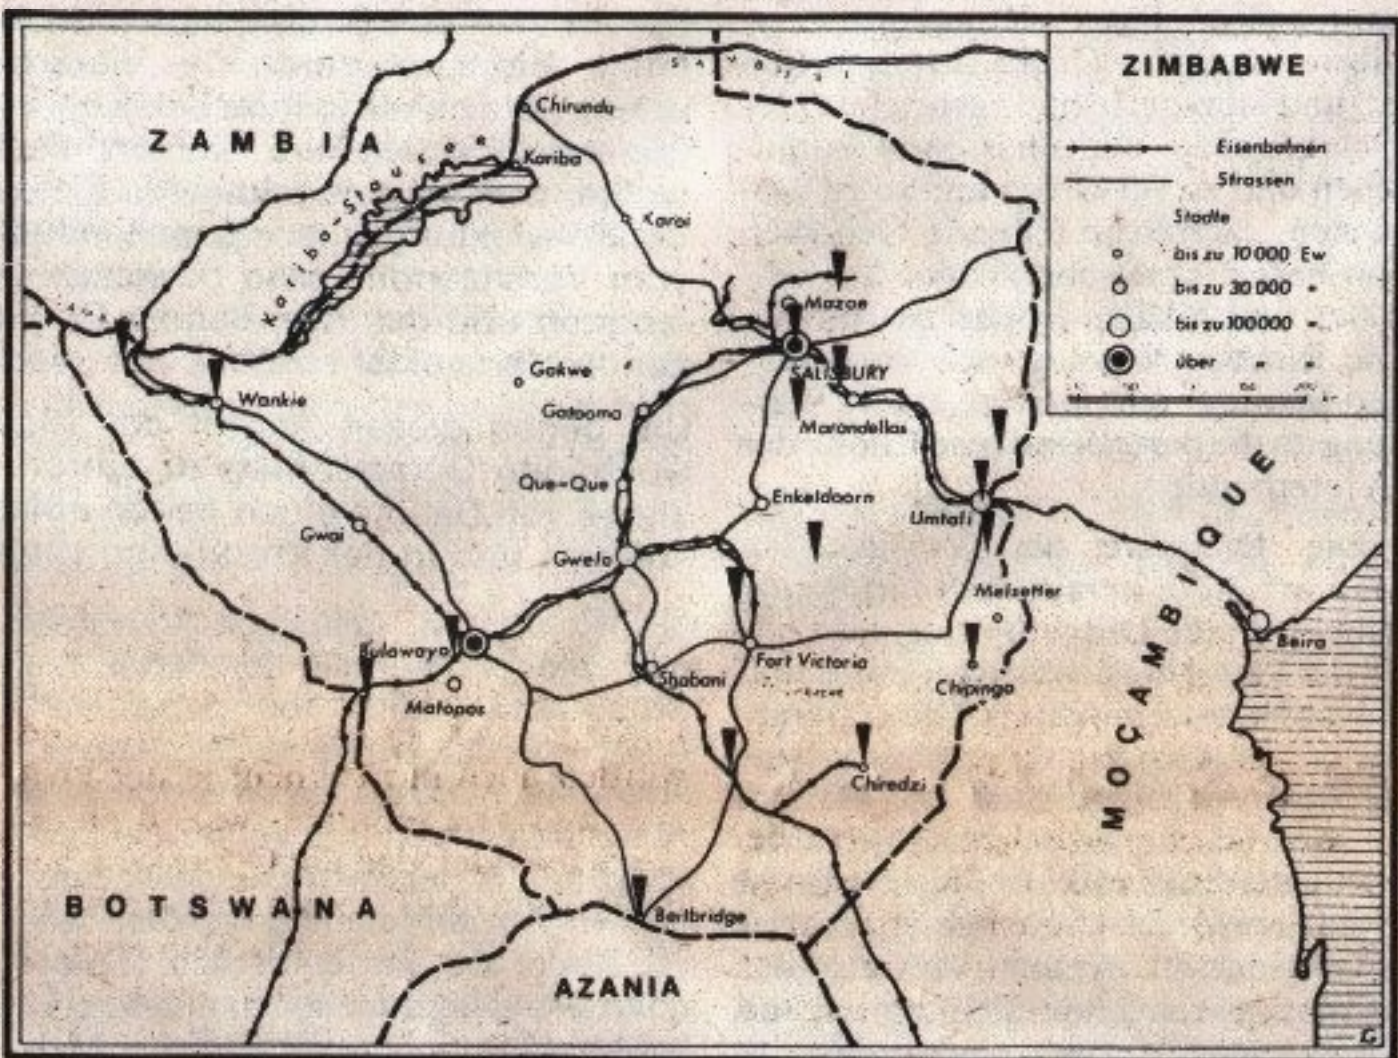 ZIMBABWE
Eisenbahnen
Strassen
Städte
bis zu 10 000 Ew
bis zu 30 000 "
bis zu 100 000 "
über " "
ZAMBIA
Kariba-Stausee
Chirundu
Kariba
Karoi
Mazoe
SALISBURY
Wankie
Gokwe
Gatooma
Marondellas
Que-Que
Enkeldoorn
Umtali
Gwai
Gwelo
Melsetter
Bulawayo
Matopos
Shabani
Fort Victoria
Chipinga
Chiredzi
Beira
MOÇAMBIQUE
BOTSWANA
Beitbridge
AZANIA